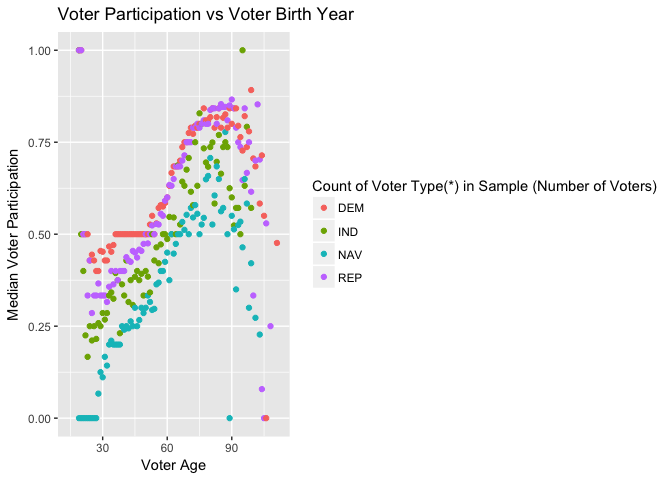 Voter Participation vs Voter Birth Year
1.00
0.75
0.50
0.25
0.00
Median Voter Participation
30 60 90
Voter Age
Count of Voter Type(*) in Sample (Number of Voters)
DEM
IND
NAV
REP